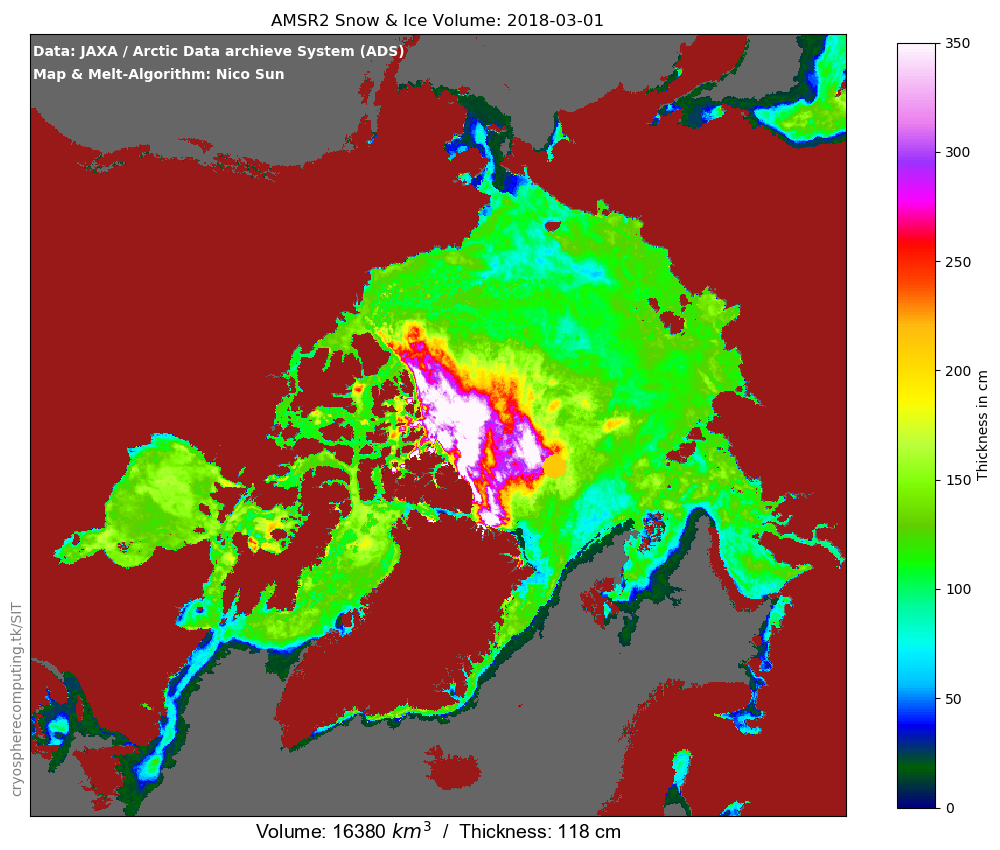 AMSR2 Snow & Ice Volume: 2018-03-01
Data: JAXA / Arctic Data archieve System (ADS)
Map & Melt-Algorithm: Nico Sun
350
300
250
200
150
100
50
0
Thickness in cm
cryospherecomputing.tk/SIT
Volume: 16380 km³ / Thickness: 118 cm